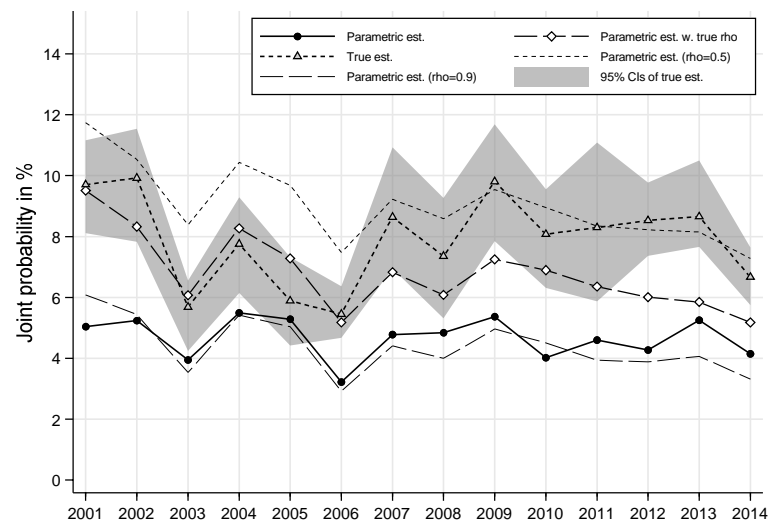 Parametric est.
Parametric est. w. true rho
True est.
Parametric est. (rho=0.5)
Parametric est. (rho=0.9)
95% CIs of true est.
Joint probability in %
14
12
10
8
6
4
2
0
2001 2002 2003 2004 2005 2006 2007 2008 2009 2010 2011 2012 2013 2014